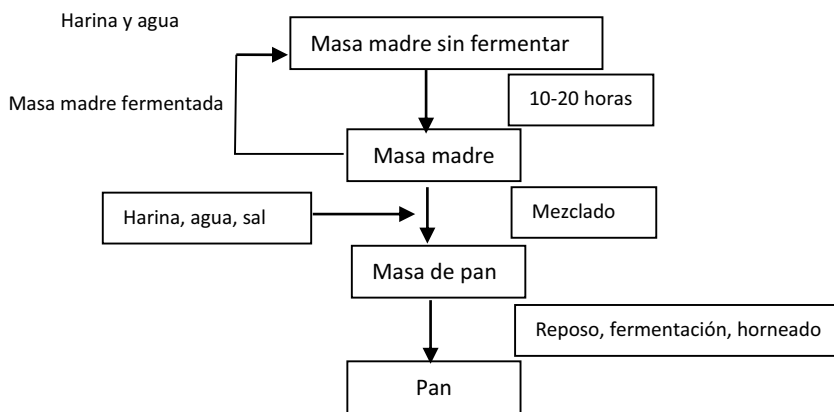 Harina y agua
Masa madre sin fermentar
10-20 horas
Masa madre fermentada
Masa madre
Harina, agua, sal
Mezclado
Masa de pan
Reposo, fermentación, horneado
Pan